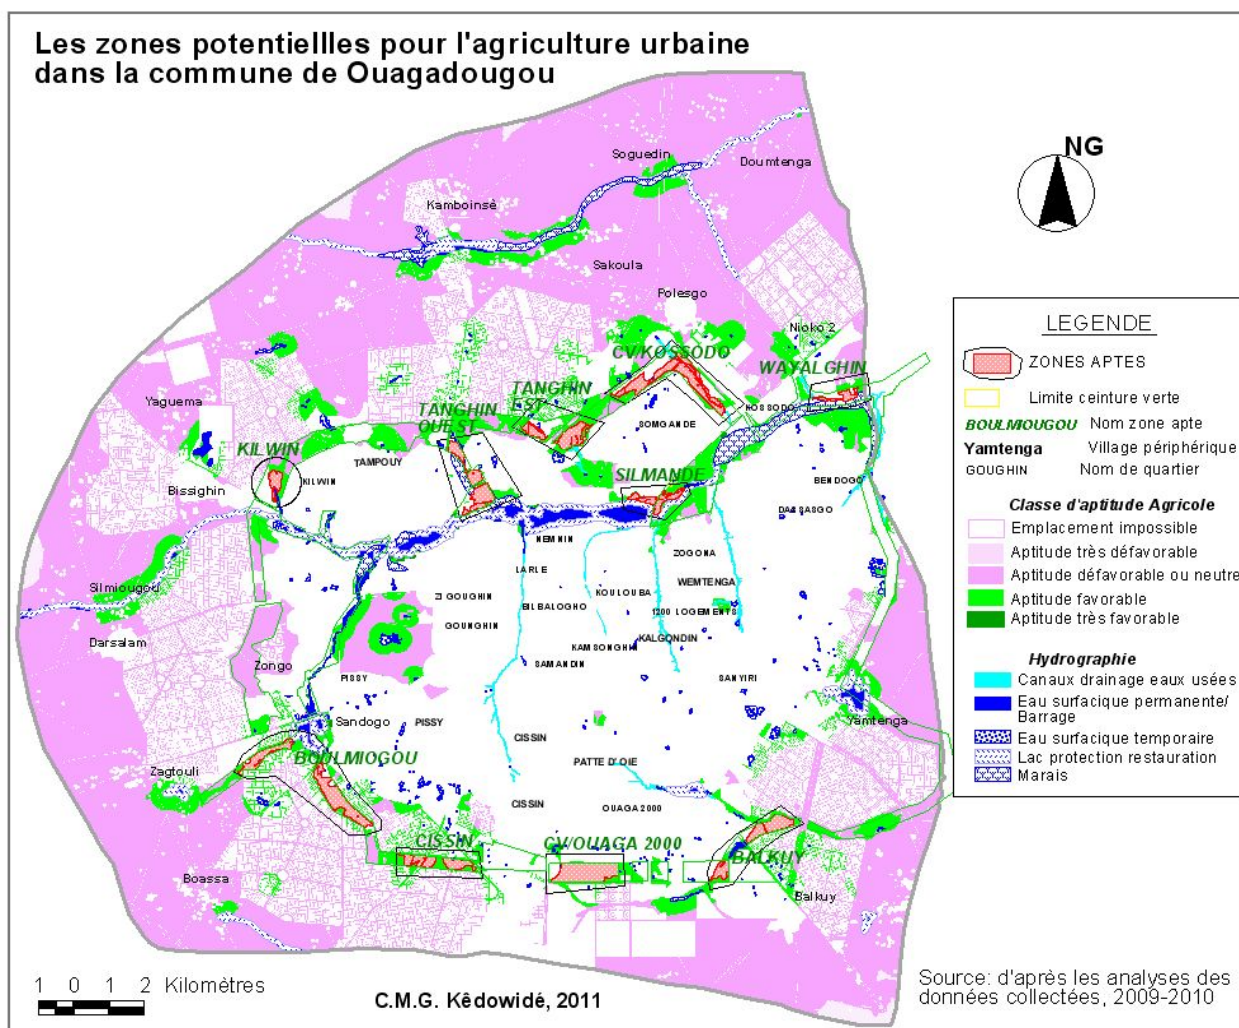 Les zones potentiellles pour l'agriculture urbaine
dans la commune de Ouagadougou
NG
Soguedin
Doumtenga
Kamboinsè
Sakoula
Polesgo
Nioko 2
CV/KOSSODO
WAYALGHIN
TANGHIN
EST
TANGHIN
OUEST
KOSSODO
SOMGANDE
Yaguema
KILWIN
TAMPOUY
KILWIN
SILMANDE
Bissighin
BENDOGO
DASSASGO
NEMNIN
ZOGONA
LARLE
WEMTENGA
Silmiougou
ZI GOUGHIN
KOULOUBA
BILBALOGHO
1200 LOGEMENTS
GOUNGHIN
KALGONDIN
Darsalam
KAMSONGHIN
Zongo
SAMANDIN
PISSY
SANYIRI
Sandogo
PISSY
Yamtenga
CISSIN
BOULMIOGOU
PATTE D'OIE
Zagtouli
CISSIN
OUAGA 2000
CISSIN
CV/OUAGA 2000
BALKUY
Boassa
Balkuy
LEGENDE
ZONES APTES
Limite ceinture verte
BOULMIOUGOU Nom zone apte
Yamtenga Village périphérique
GOUGHIN Nom de quartier
Classe d'aptitude Agricole
Emplacement impossible
Aptitude très défavorable
Aptitude défavorable ou neutre
Aptitude favorable
Aptitude très favorable
Hydrographie
Canaux drainage eaux usées
Eau surfacique permanente/
Barrage
Eau surfacique temporaire
Lac protection restauration
Marais
1 0 1 2 Kilomètres
C.M.G. Kêdowidé, 2011
Source: d'après les analyses des
données collectées, 2009-2010